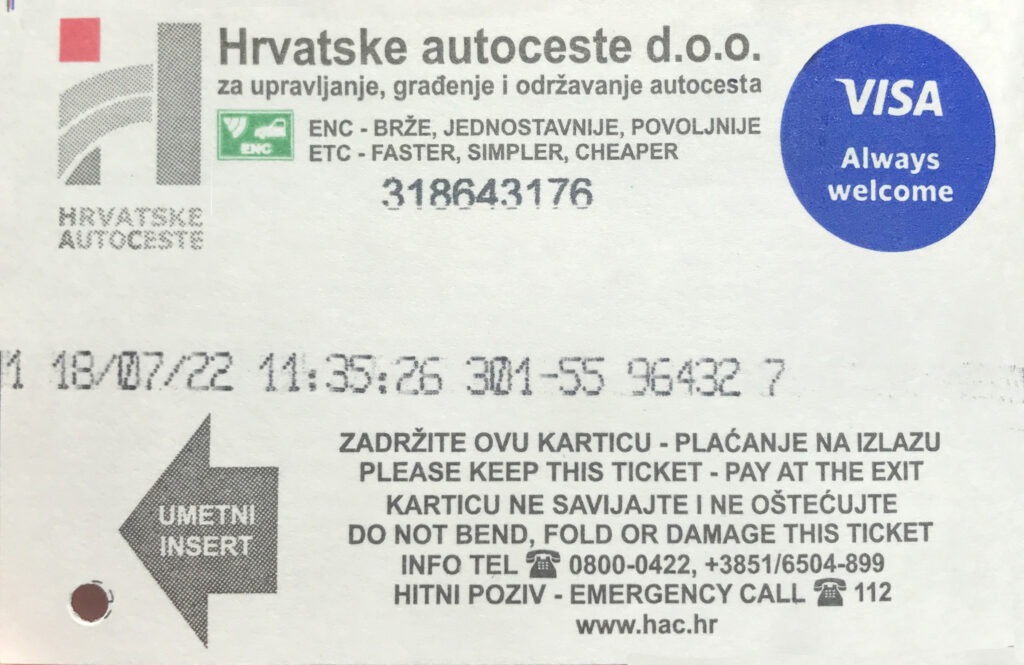 Hrvatske autoceste d.o.o.
za upravljanje, građenje i održavanje autocesta
ENC
ENC - BRŽE, JEDNOSTAVNIJE, POVOLJNIJE
ETC - FASTER, SIMPLER, CHEAPER
318643176
HRVATSKE
AUTOCESTE
VISA
Always
welcome
1 18/07/22 11:35:26 301-55 96432 7
UMETNI
INSERT
ZADRŽITE OVU KARTICU - PLAĆANJE NA IZLAZU
PLEASE KEEP THIS TICKET - PAY AT THE EXIT
KARTICU NE SAVIJAJTE I NE OŠTEĆUJTE
DO NOT BEND, FOLD OR DAMAGE THIS TICKET
INFO TEL ☎ 0800-0422, +3851/6504-899
HITNI POZIV - EMERGENCY CALL ☎ 112
www.hac.hr